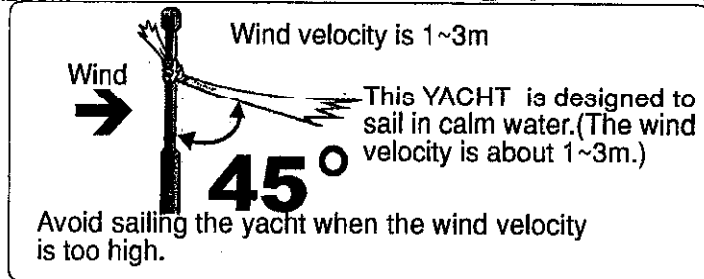 Wind velocity is 1~3m
Wind
This YACHT is designed to
sail in calm water.(The wind
velocity is about 1~3m.)
45°
Avoid sailing the yacht when the wind velocity
is too high.